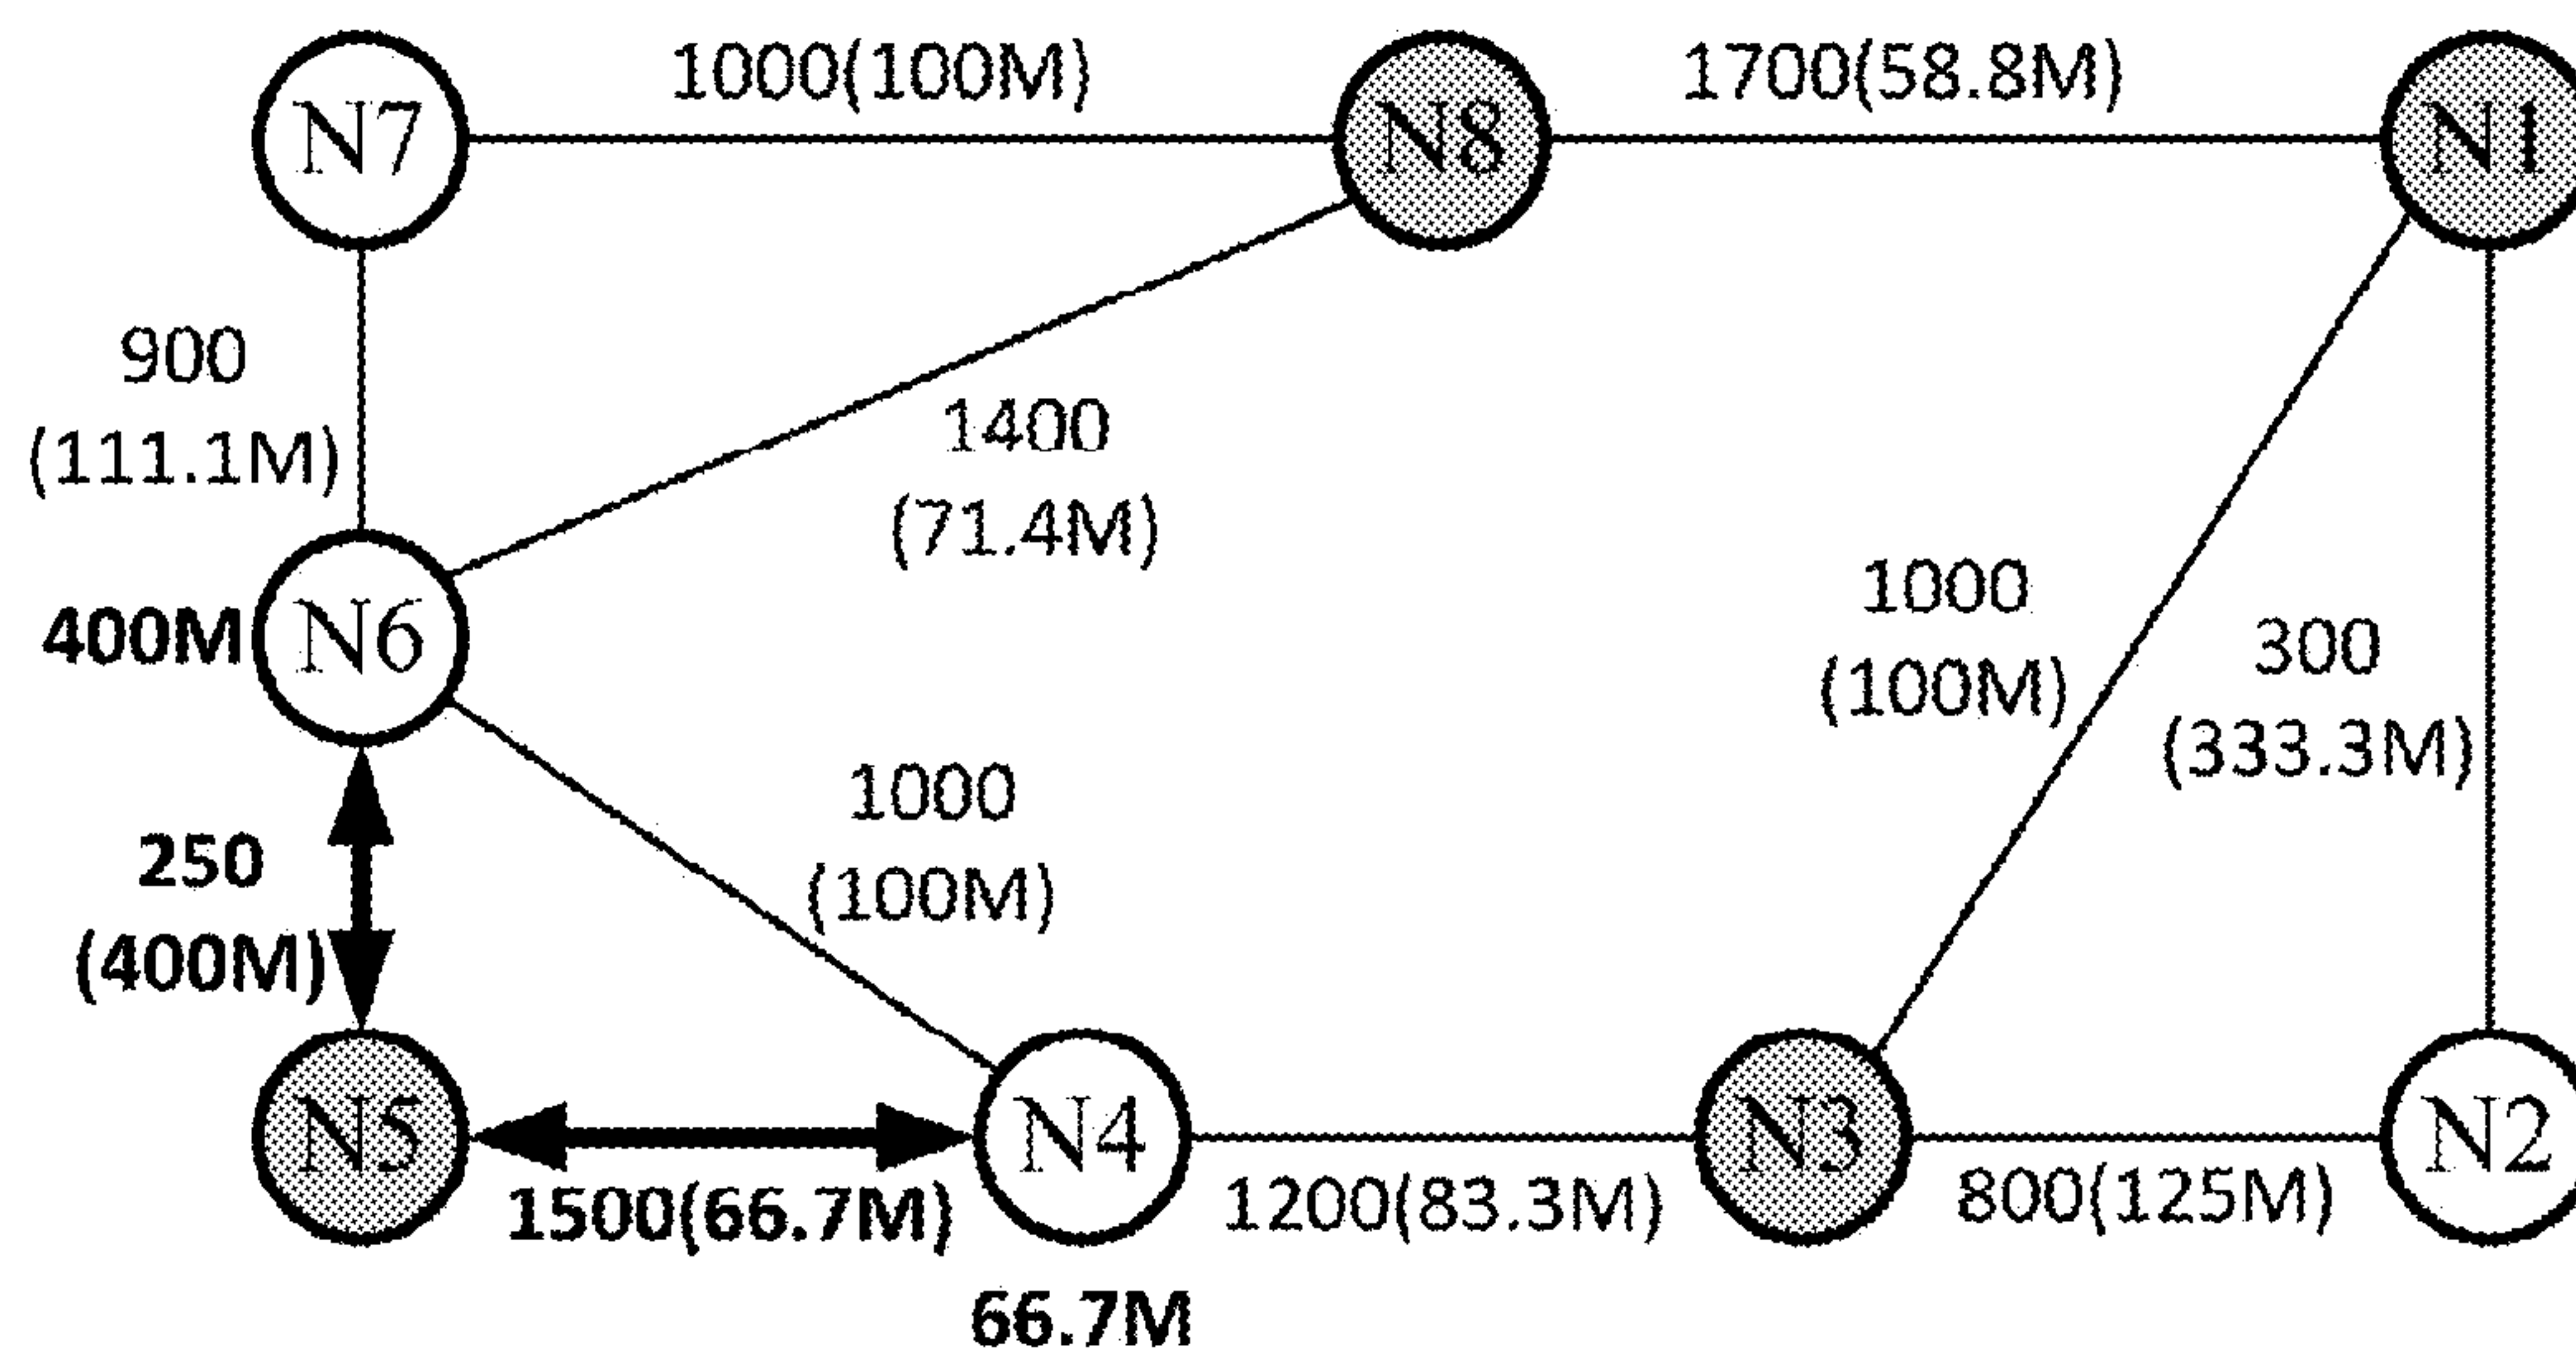 N7
1000(100M)
N8
1700(58.8M)
N1
900
(111.1M)
1400
(71.4M)
400M
N6
1000
(100M)
300
(333.3M)
1000
(100M)
250
(400M)
N5
1500(66.7M)
N4
1200(83.3M)
N3
800(125M)
N2
66.7M